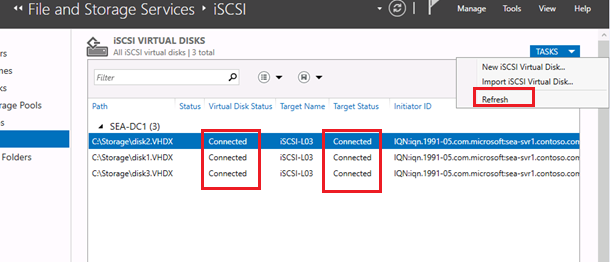 File and Storage Services ▸ iSCSI
Manage Tools View Help
iSCSI VIRTUAL DISKS
All iSCSI virtual disks | 3 total
TASKS
New iSCSI Virtual Disk...
Import iSCSI Virtual Disk...
Refresh
Filter
Path Status Virtual Disk Status Target Name Target Status Initiator ID
SEA-DC1 (3)
C:\Storage\disk2.VHDX Connected iSCSI-L03 Connected IQN:iqn.1991-05.com.microsoft:sea-svr1.contoso.com,
C:\Storage\disk1.VHDX Connected iSCSI-L03 Connected IQN:iqn.1991-05.com.microsoft:sea-svr1.contoso.com,
C:\Storage\disk3.VHDX Connected iSCSI-L03 Connected IQN:iqn.1991-05.com.microsoft:sea-svr1.contoso.com,
ers
nes
ks
rage Pools
es
Folders